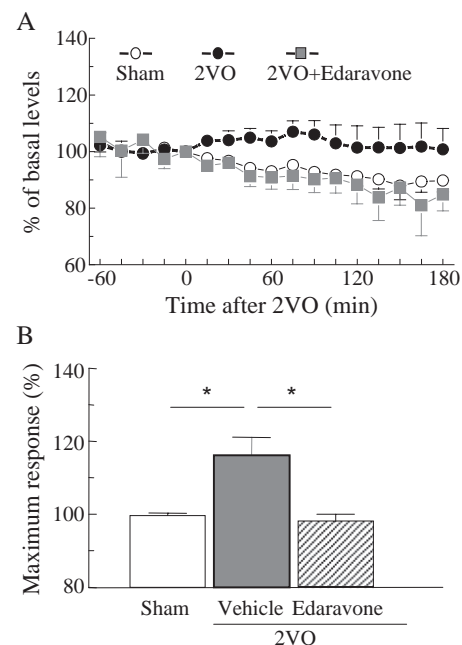 A
140
120
100
80
60
% of basal levels
Sham 2VO 2VO+Edaravone
-60 0 60 120 180
Time after 2VO (min)
B
140
120
100
80
Maximum response (%)
* *
Sham Vehicle Edaravone
2VO